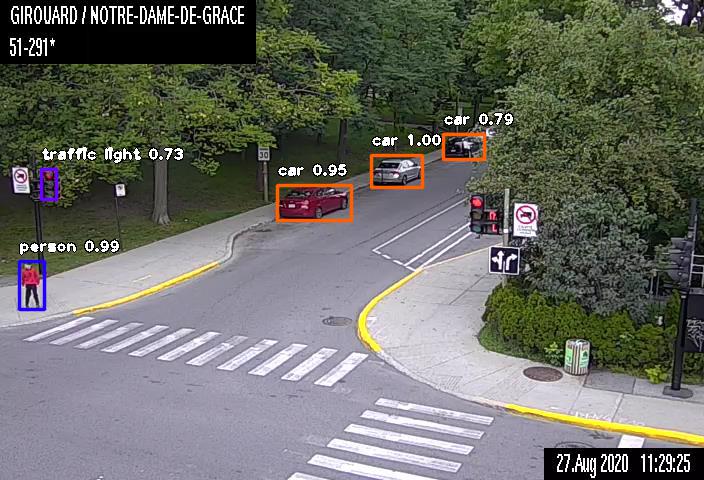 GIROUARD / NOTRE-DAME-DE-GRACE
51-291*
car 0.79
car 1.00
traffic light 0.73
30
car 0.95
person 0.99
27.Aug 2020 11:29:25